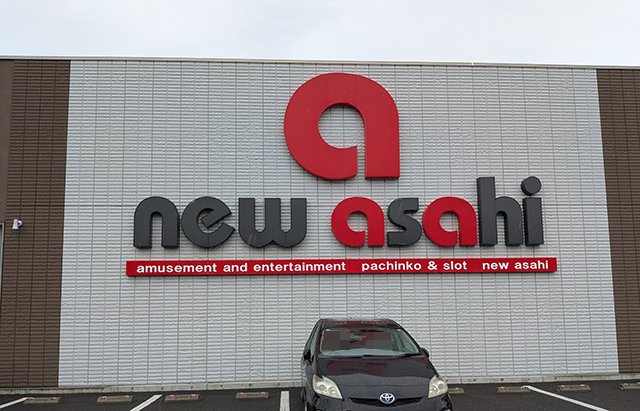 a
new asahi
amusement and entertainment pachinko & slot new asahi